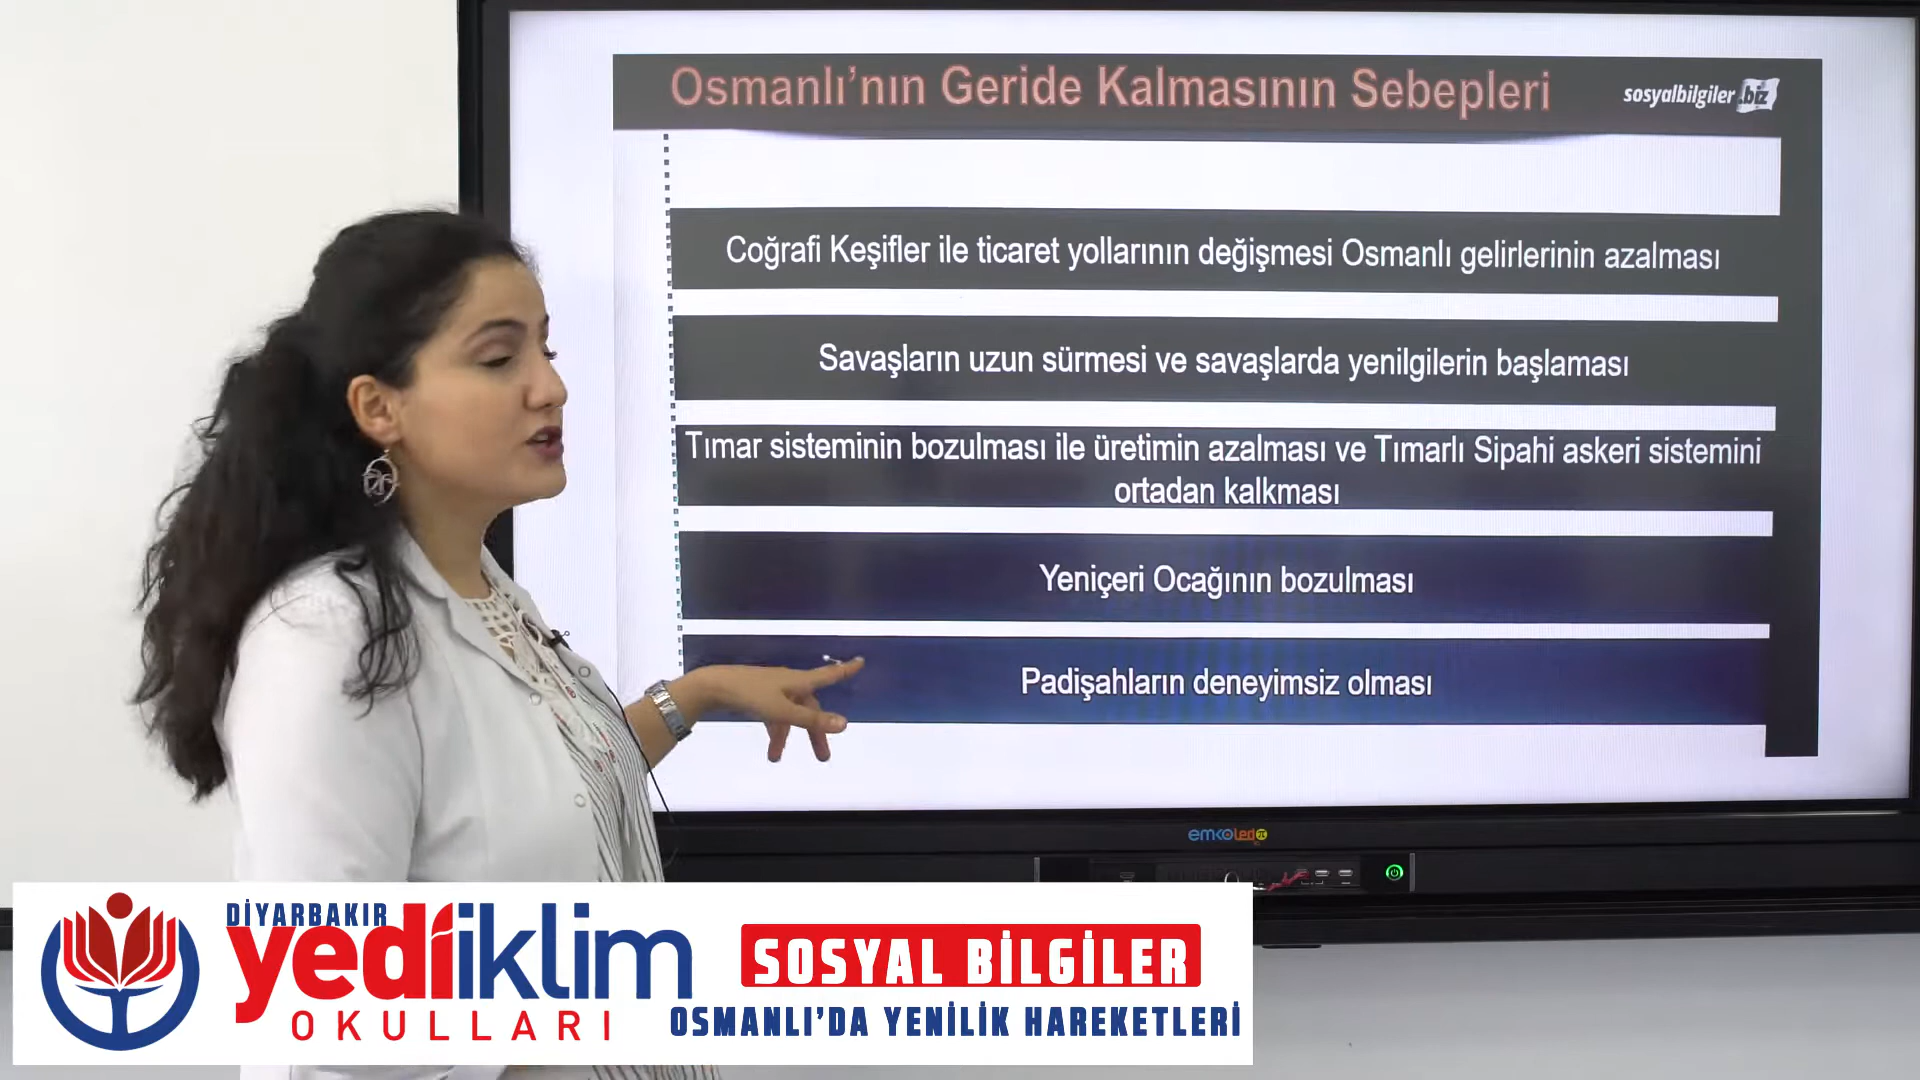 Osmanlı'nın Geride Kalmasının Sebepleri
sosyalbilgiler.biz
Coğrafi Keşifler ile ticaret yollarının değişmesi Osmanlı gelirlerinin azalması
Savaşların uzun sürmesi ve savaşlarda yenilgilerin başlaması
Tımar sisteminin bozulması ile üretimin azalması ve Tımarlı Sipahi askeri sistemini
ortadan kalkması
Yeniçeri Ocağının bozulması
Padişahların deneyimsiz olması
emkoled
DİYARBAKIR
yediiklim
OKULLARI
SOSYAL BİLGİLER
OSMANLI'DA YENİLİK HAREKETLERİ